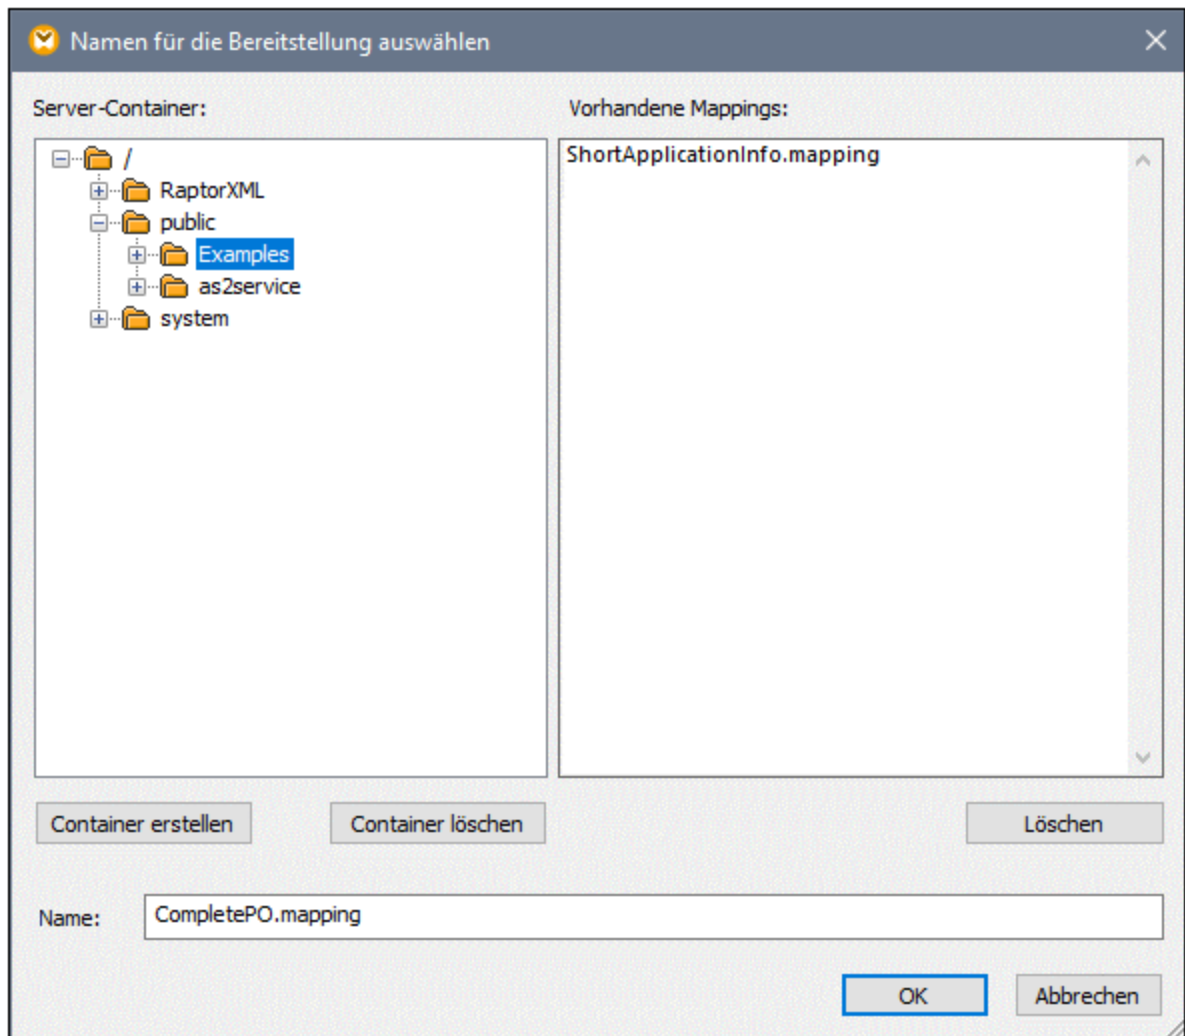 Namen für die Bereitstellung auswählen
Server-Container:
Vorhandene Mappings:
/
RaptorXML
public
Examples
as2service
system
ShortApplicationInfo.mapping
Container erstellen
Container löschen
Löschen
Name:
CompletePO.mapping
OK
Abbrechen